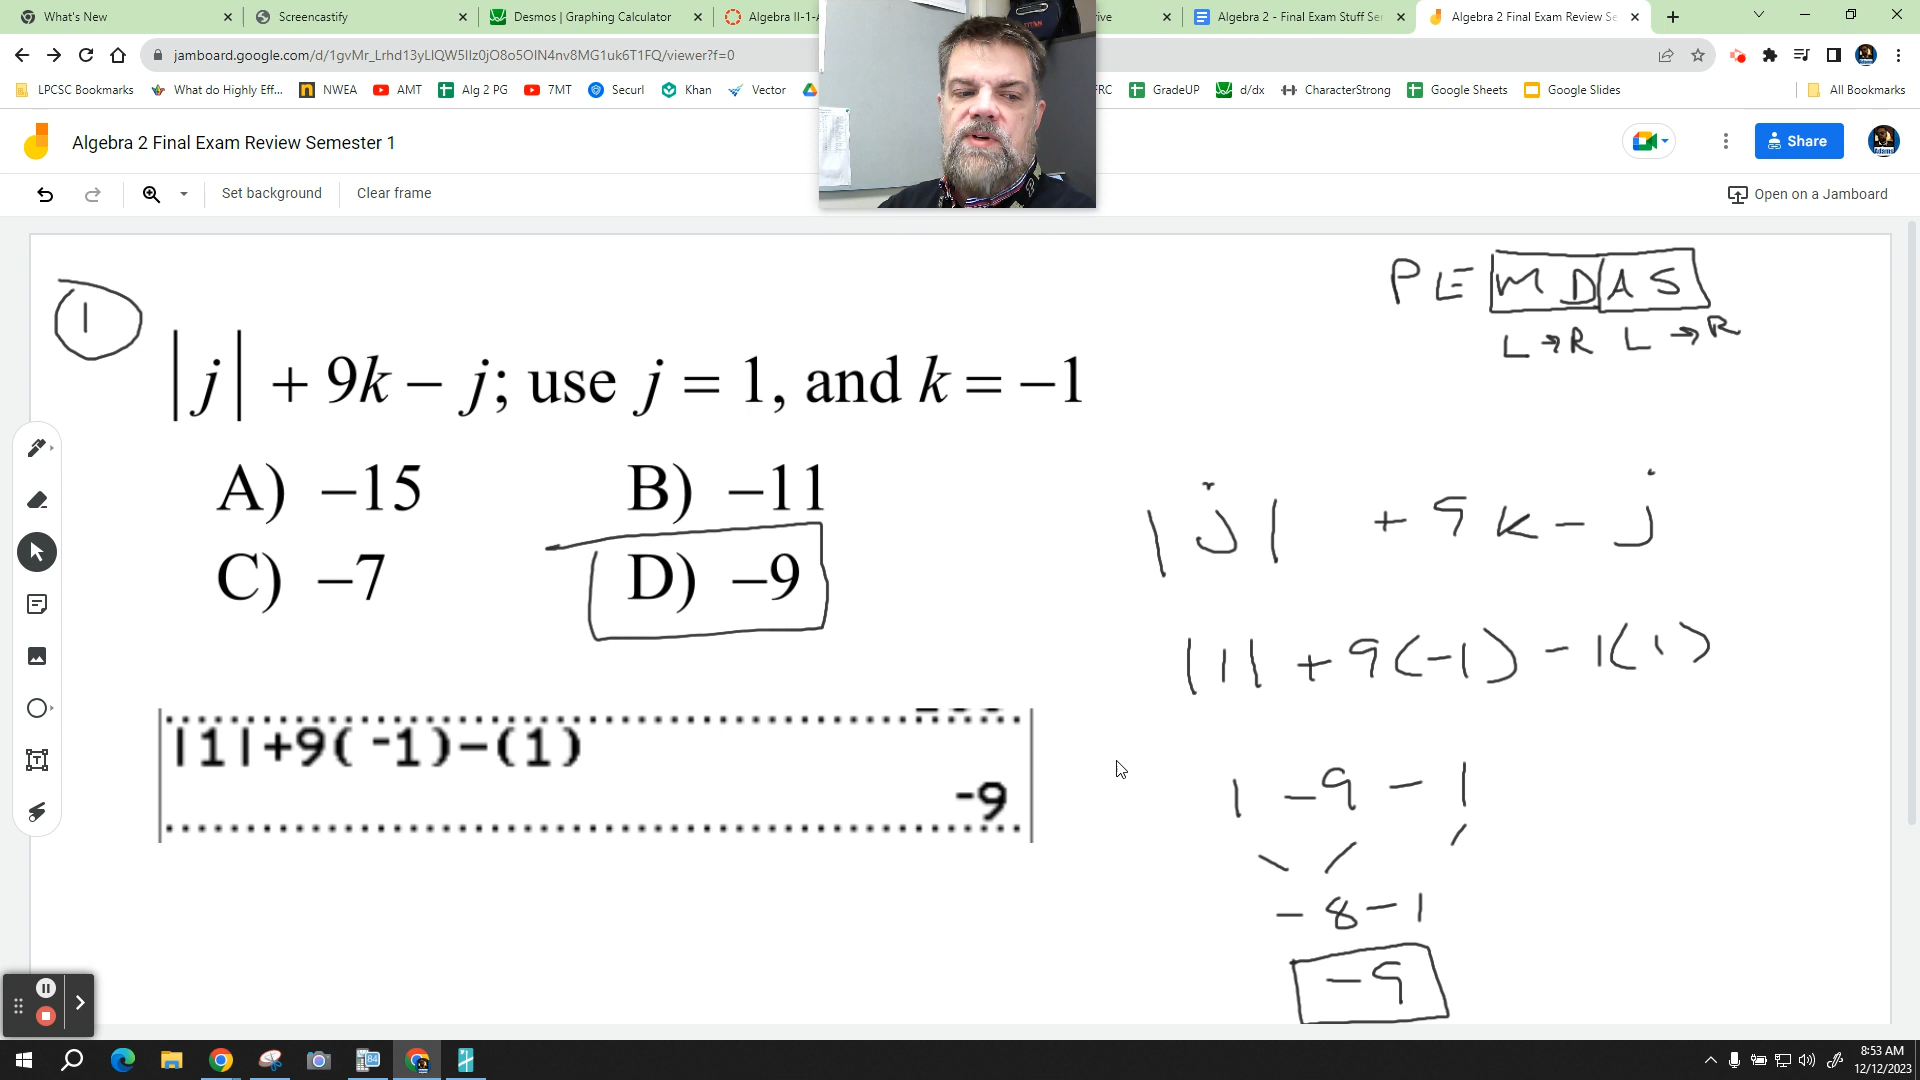 What's New
Screencastify
Desmos | Graphing Calculator
Algebra II-1-A
rive
Algebra 2 - Final Exam Stuff Se
Algebra 2 Final Exam Review Se
jamboard.google.com/d/1gvMr_Lrhd13yLlQW5IIz0jO8o5OIN4nv8MG1uk6T1FQ/viewer?f=0
LPCSC Bookmarks
What do Highly Eff...
NWEA
AMT
Alg 2 PG
7MT
Securl
Khan
Vector
FRC
GradeUP
d/dx
CharacterStrong
Google Sheets
Google Slides
All Bookmarks
Algebra 2 Final Exam Review Semester 1
Share
Set background
Clear frame
Open on a Jamboard
1
P E M D A S
L → R L → R
|j| + 9k − j; use j = 1, and k = −1
A) −15
B) −11
C) −7
D) −9
|j| + 9k − j
|1| + 9(−1) − 1(1)
1 − 9 − 1
− 8 − 1
− 9
|1|+9(-1)-(1)
-9
8:53 AM
12/12/2023